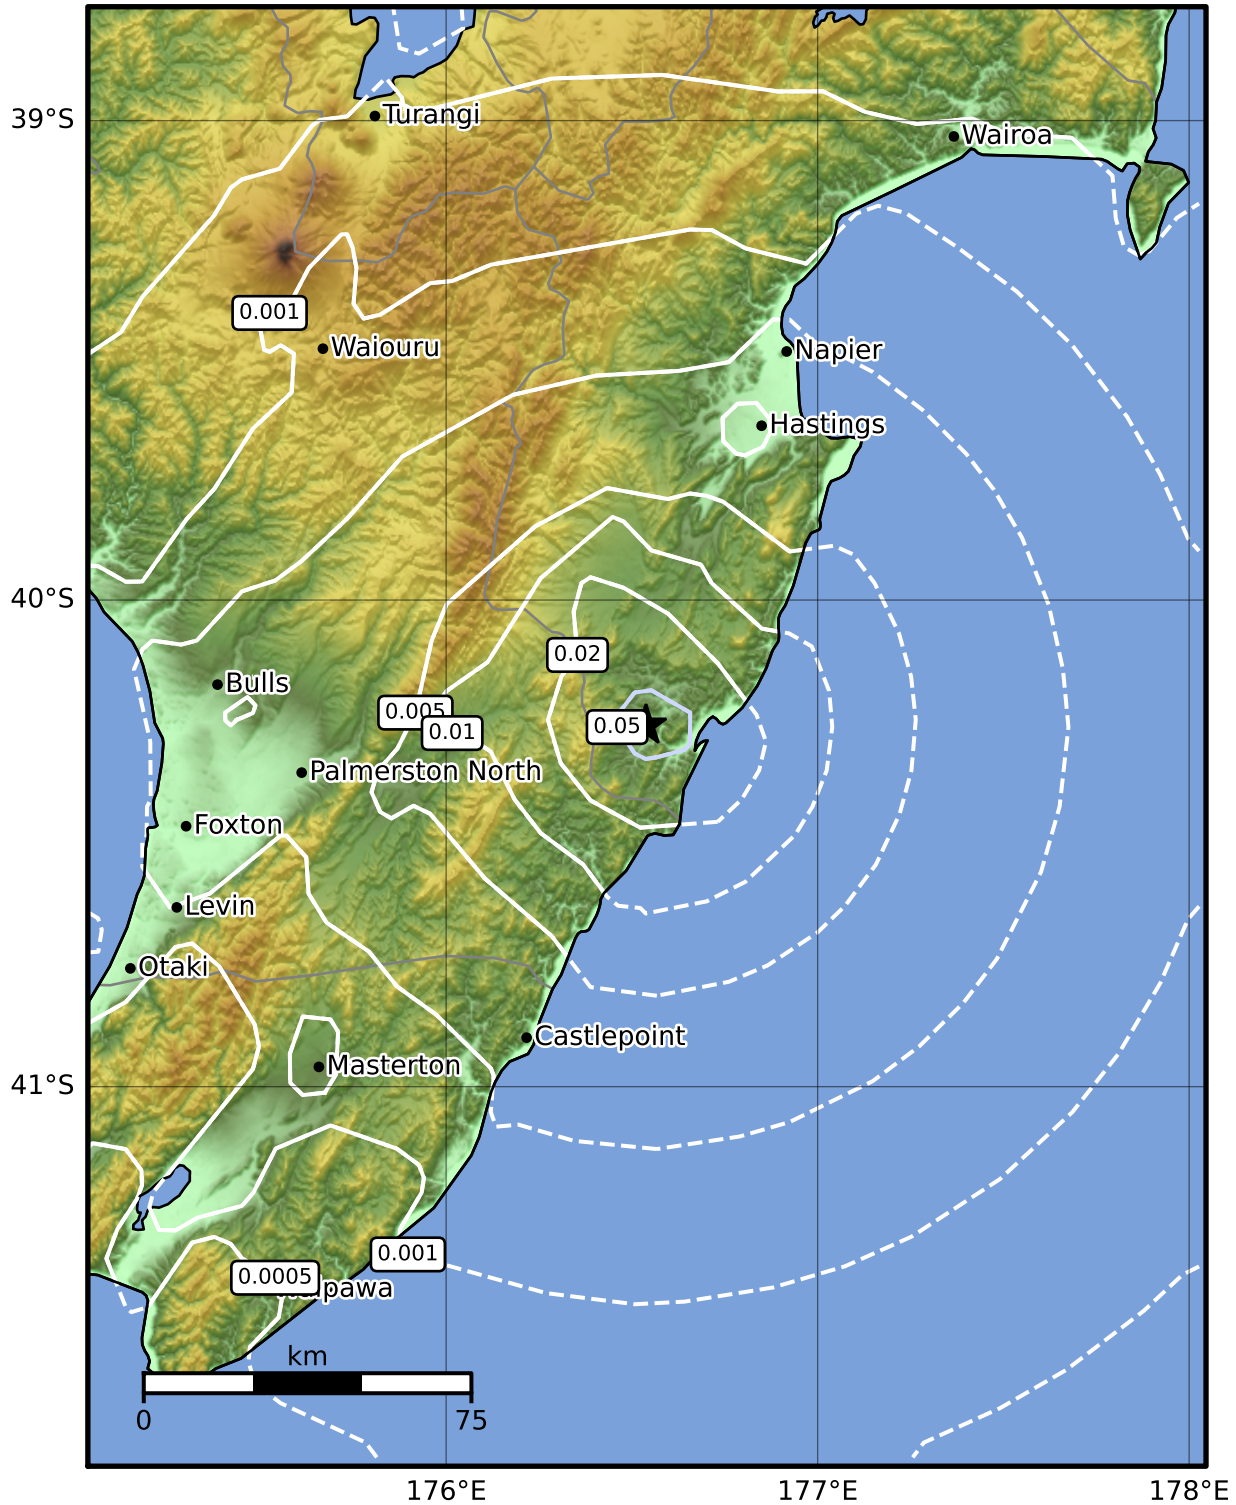 39°S
Turangi
Wairoa
0.001
Waiouru
Napier
Hastings
40°S
0.02
Bulls
0.005
0.05
0.01
Palmerston North
Foxton
Levin
Otaki
Castlepoint
Masterton
41°S
0.001
0.0005
km
0
75
176°E
177°E
178°E